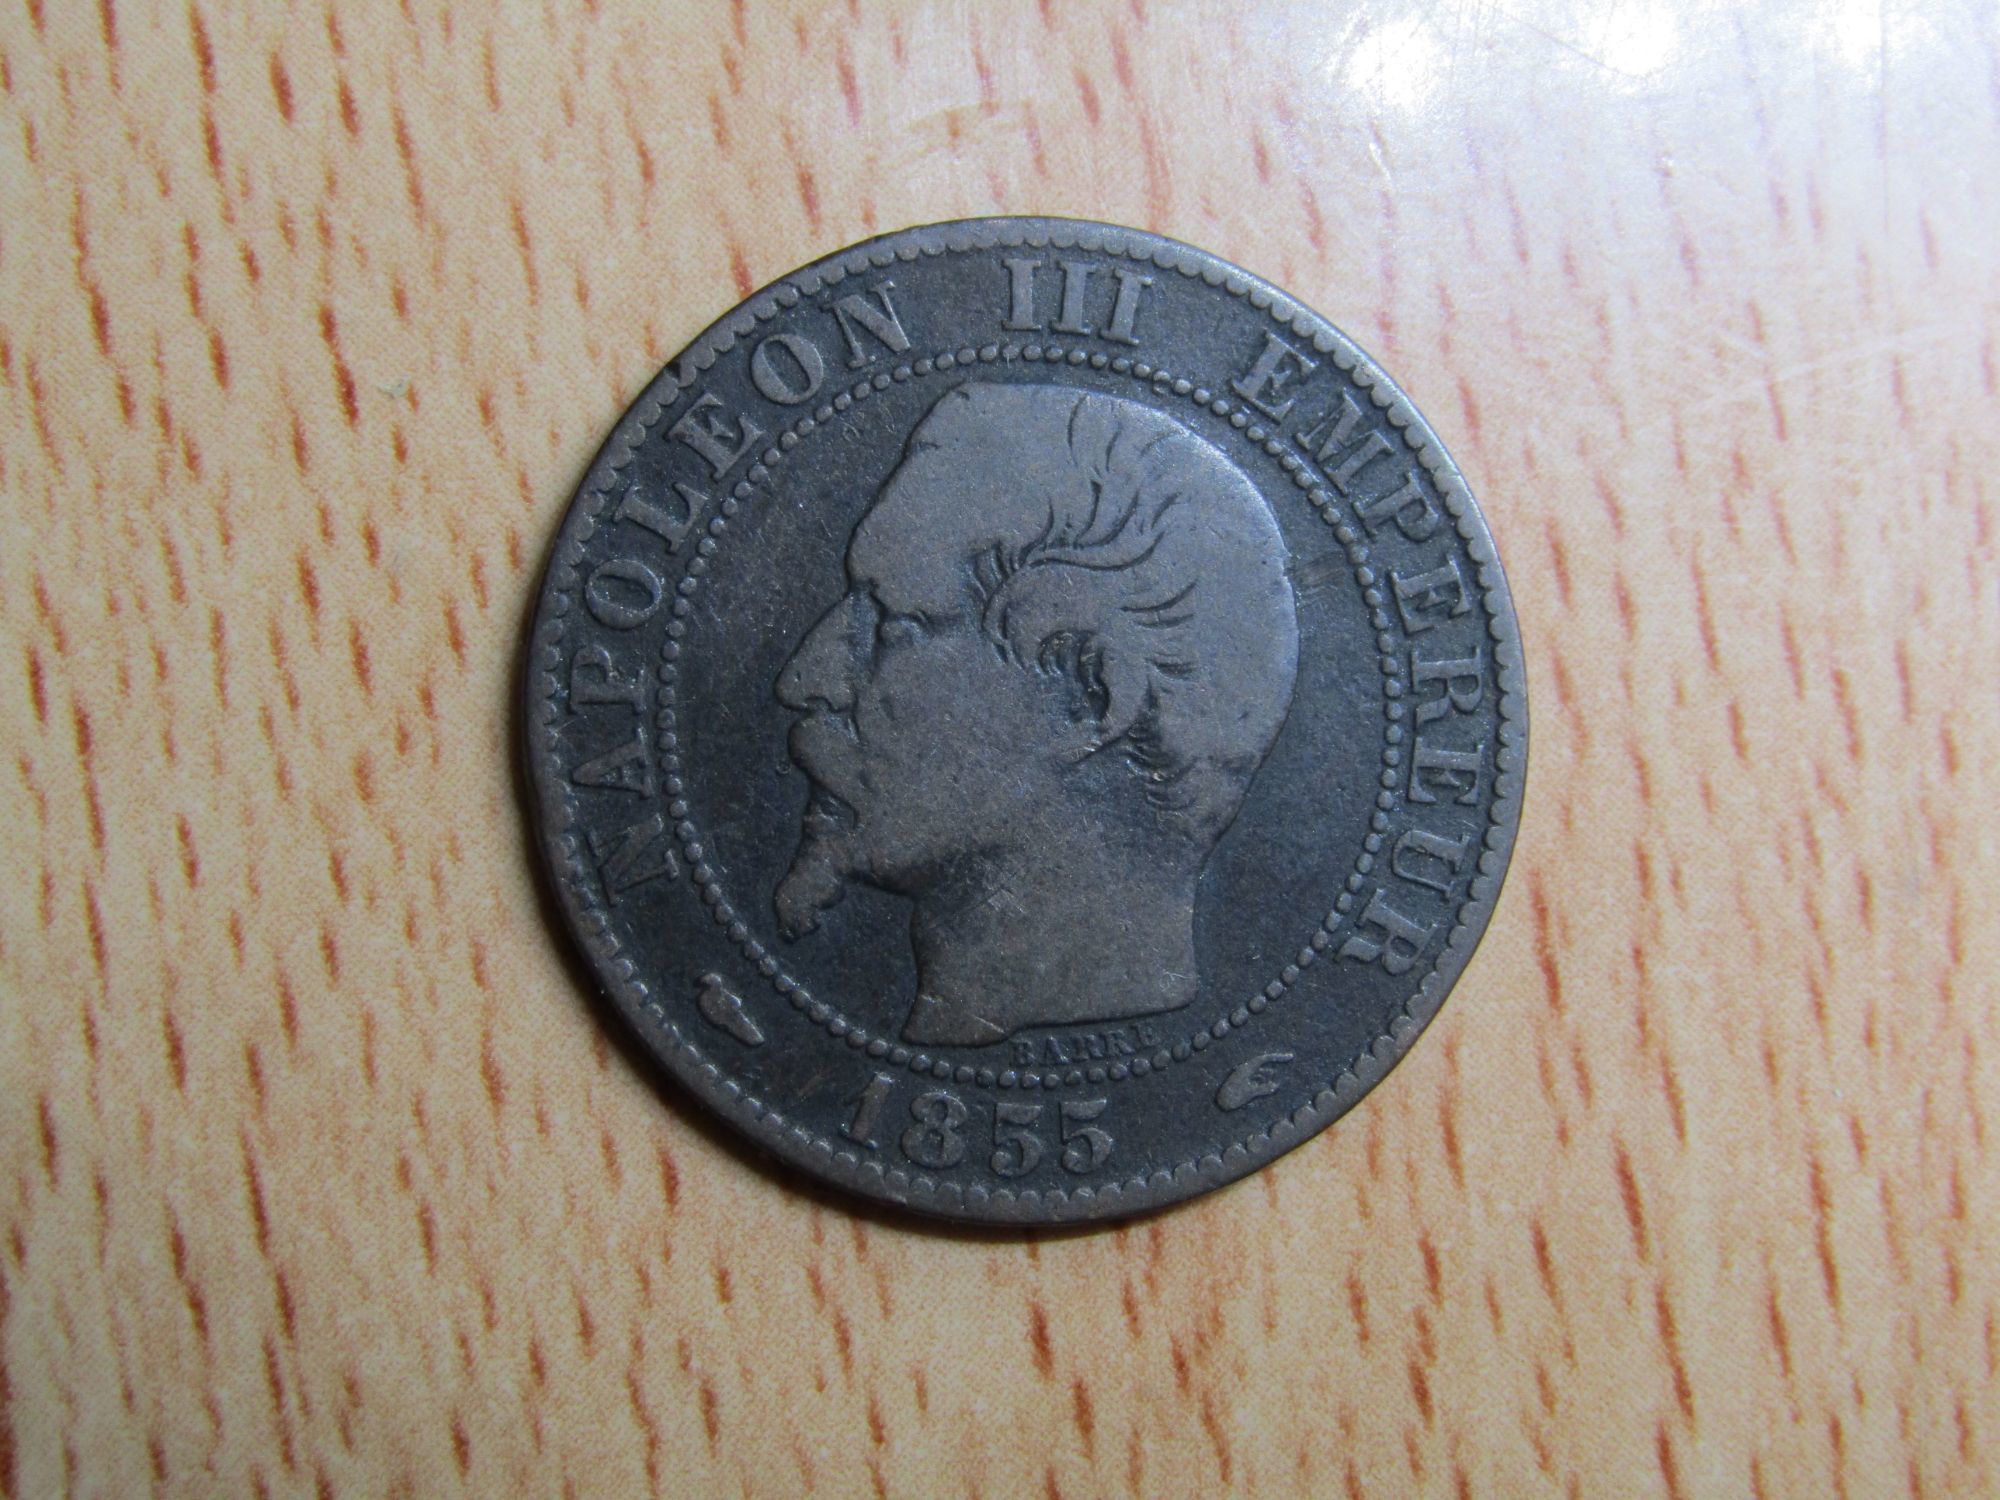 NAPOLEON III EMPEREUR
BARRE
1855